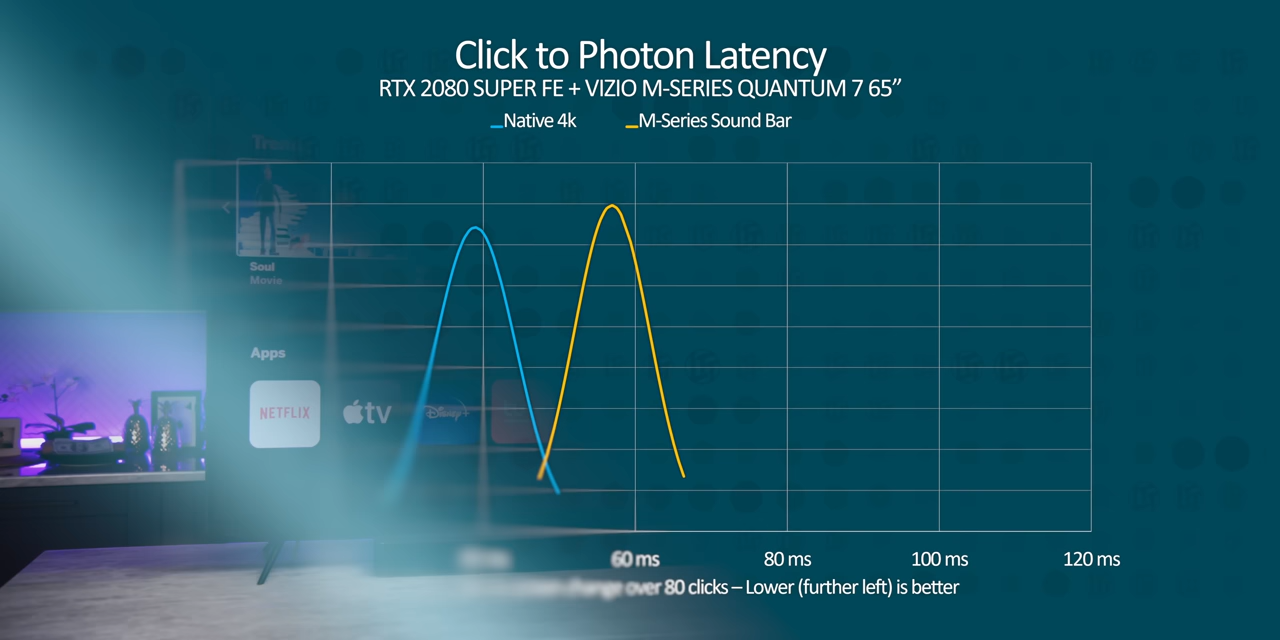 Click to Photon Latency
RTX 2080 SUPER FE + VIZIO M-SERIES QUANTUM 7 65”
Native 4k M-Series Sound Bar
Soul
Movie
Apps
NETFLIX
tv
Disney+
60 ms 80 ms 100 ms 120 ms
change over 80 clicks – Lower (further left) is better